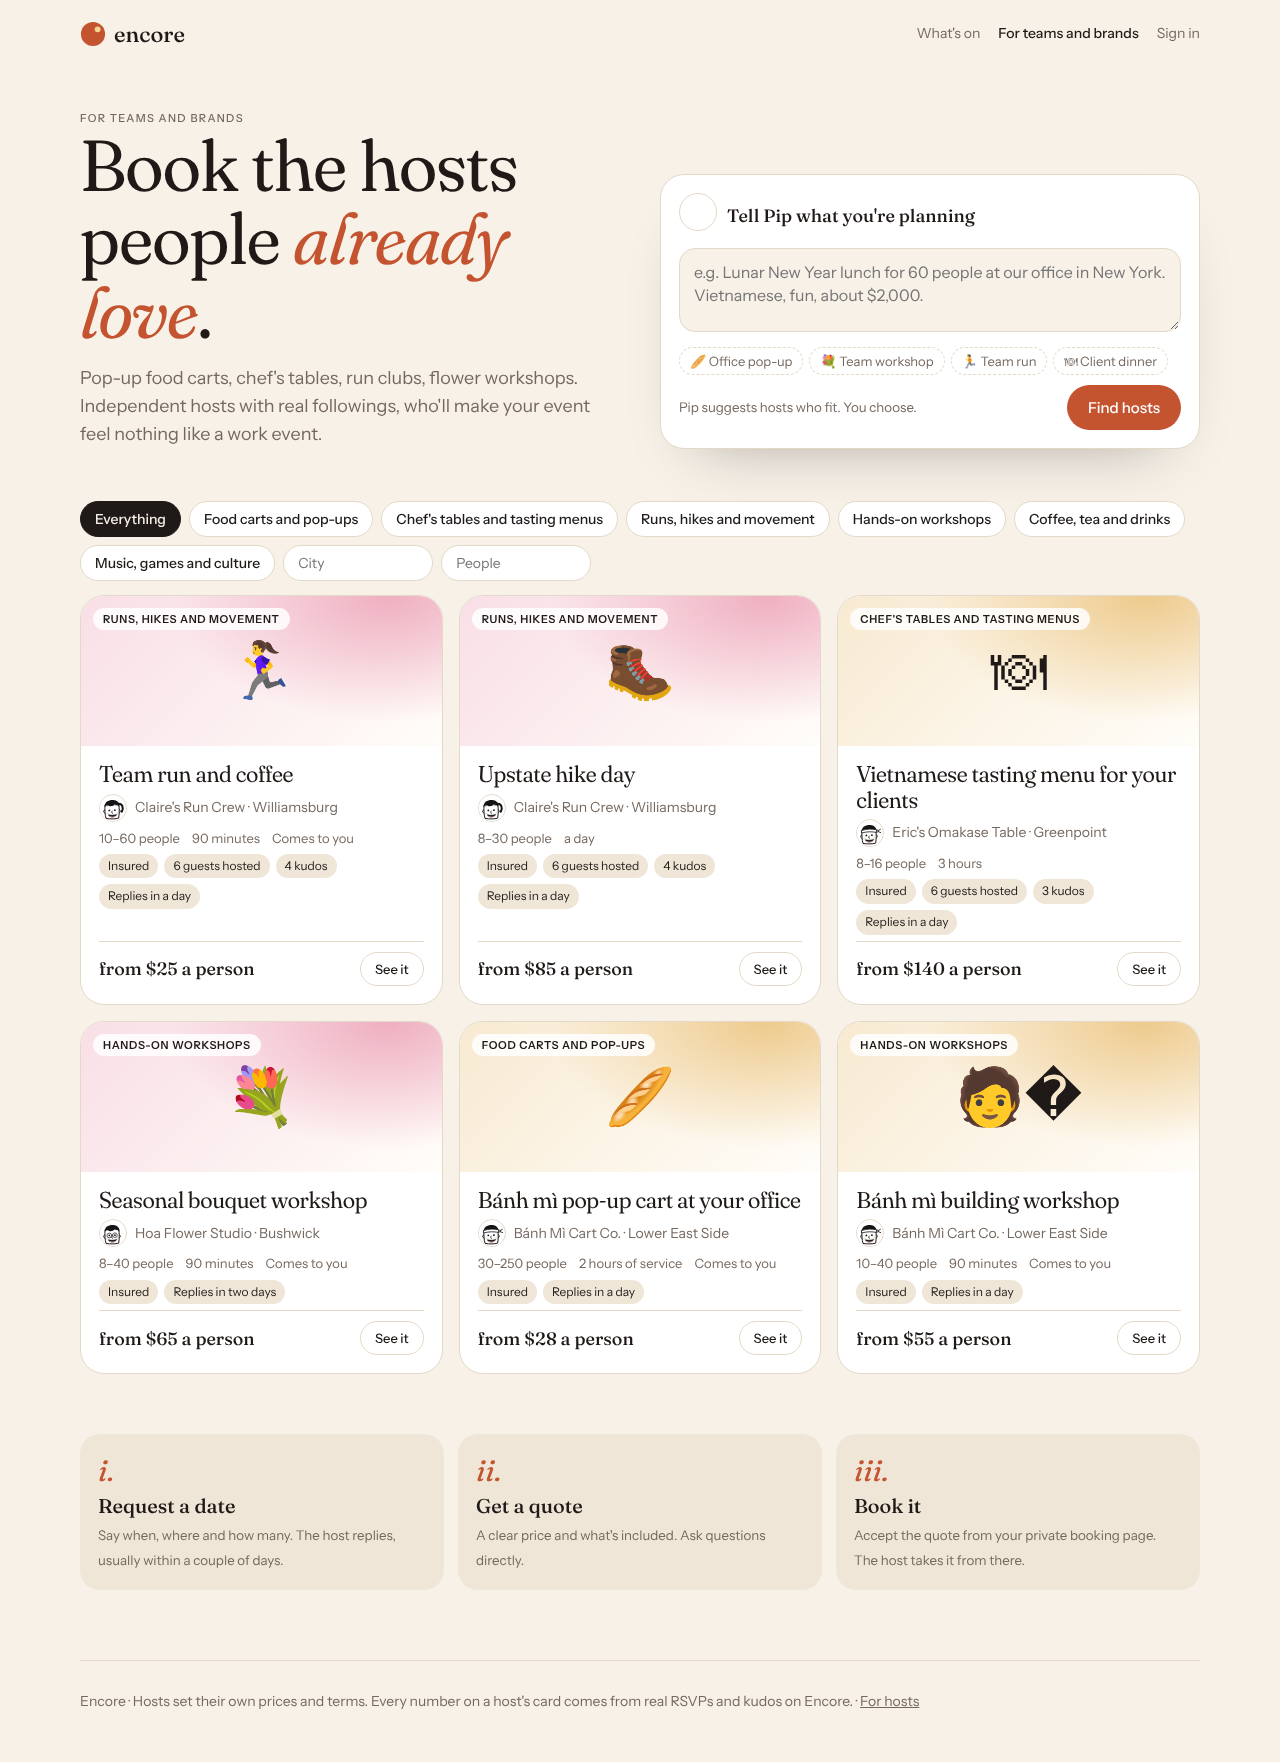 encore
What's on
For teams and brands
Sign in
FOR TEAMS AND BRANDS
Book the hosts
people already
love.
Pop-up food carts, chef's tables, run clubs, flower workshops.
Independent hosts with real followings, who'll make your event
feel nothing like a work event.
Tell Pip what you're planning
e.g. Lunar New Year lunch for 60 people at our office in New York.
Vietnamese, fun, about $2,000.
🥖 Office pop-up
💐 Team workshop
🏃 Team run
🍽 Client dinner
Pip suggests hosts who fit. You choose.
Find hosts
Everything
Food carts and pop-ups
Chef's tables and tasting menus
Runs, hikes and movement
Hands-on workshops
Coffee, tea and drinks
Music, games and culture
City
People
RUNS, HIKES AND MOVEMENT
Team run and coffee
Claire's Run Crew · Williamsburg
10–60 people 90 minutes Comes to you
Insured 6 guests hosted 4 kudos
Replies in a day
from $25 a person
See it
RUNS, HIKES AND MOVEMENT
Upstate hike day
Claire's Run Crew · Williamsburg
8–30 people a day
Insured 6 guests hosted 4 kudos
Replies in a day
from $85 a person
See it
CHEF'S TABLES AND TASTING MENUS
Vietnamese tasting menu for your
clients
Eric's Omakase Table · Greenpoint
8–16 people 3 hours
Insured 6 guests hosted 3 kudos
Replies in a day
from $140 a person
See it
HANDS-ON WORKSHOPS
Seasonal bouquet workshop
Hoa Flower Studio · Bushwick
8–40 people 90 minutes Comes to you
Insured Replies in two days
from $65 a person
See it
FOOD CARTS AND POP-UPS
Bánh mì pop-up cart at your office
Bánh Mì Cart Co. · Lower East Side
30–250 people 2 hours of service Comes to you
Insured Replies in a day
from $28 a person
See it
HANDS-ON WORKSHOPS
Bánh mì building workshop
Bánh Mì Cart Co. · Lower East Side
10–40 people 90 minutes Comes to you
Insured Replies in a day
from $55 a person
See it
i.
Request a date
Say when, where and how many. The host replies,
usually within a couple of days.
ii.
Get a quote
A clear price and what's included. Ask questions
directly.
iii.
Book it
Accept the quote from your private booking page.
The host takes it from there.
Encore · Hosts set their own prices and terms. Every number on a host's card comes from real RSVPs and kudos on Encore. · For hosts